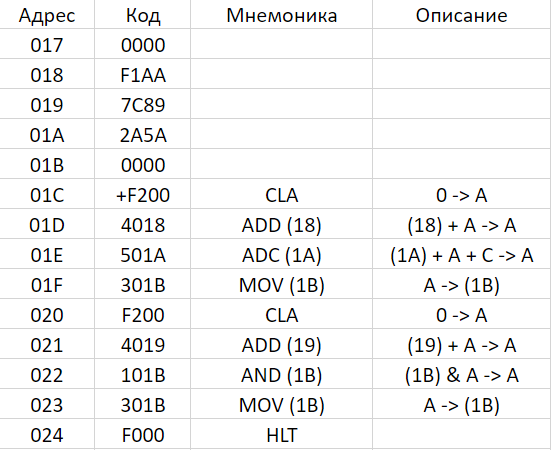 Адрес Код Мнемоника Описание
017 0000
018 F1AA
019 7C89
01A 2A5A
01B 0000
01C +F200 CLA 0 -> A
01D 4018 ADD (18) (18) + A -> A
01E 501A ADC (1A) (1A) + A + C -> A
01F 301B MOV (1B) A -> (1B)
020 F200 CLA 0 -> A
021 4019 ADD (19) (19) + A -> A
022 101B AND (1B) (1B) & A -> A
023 301B MOV (1B) A -> (1B)
024 F000 HLT